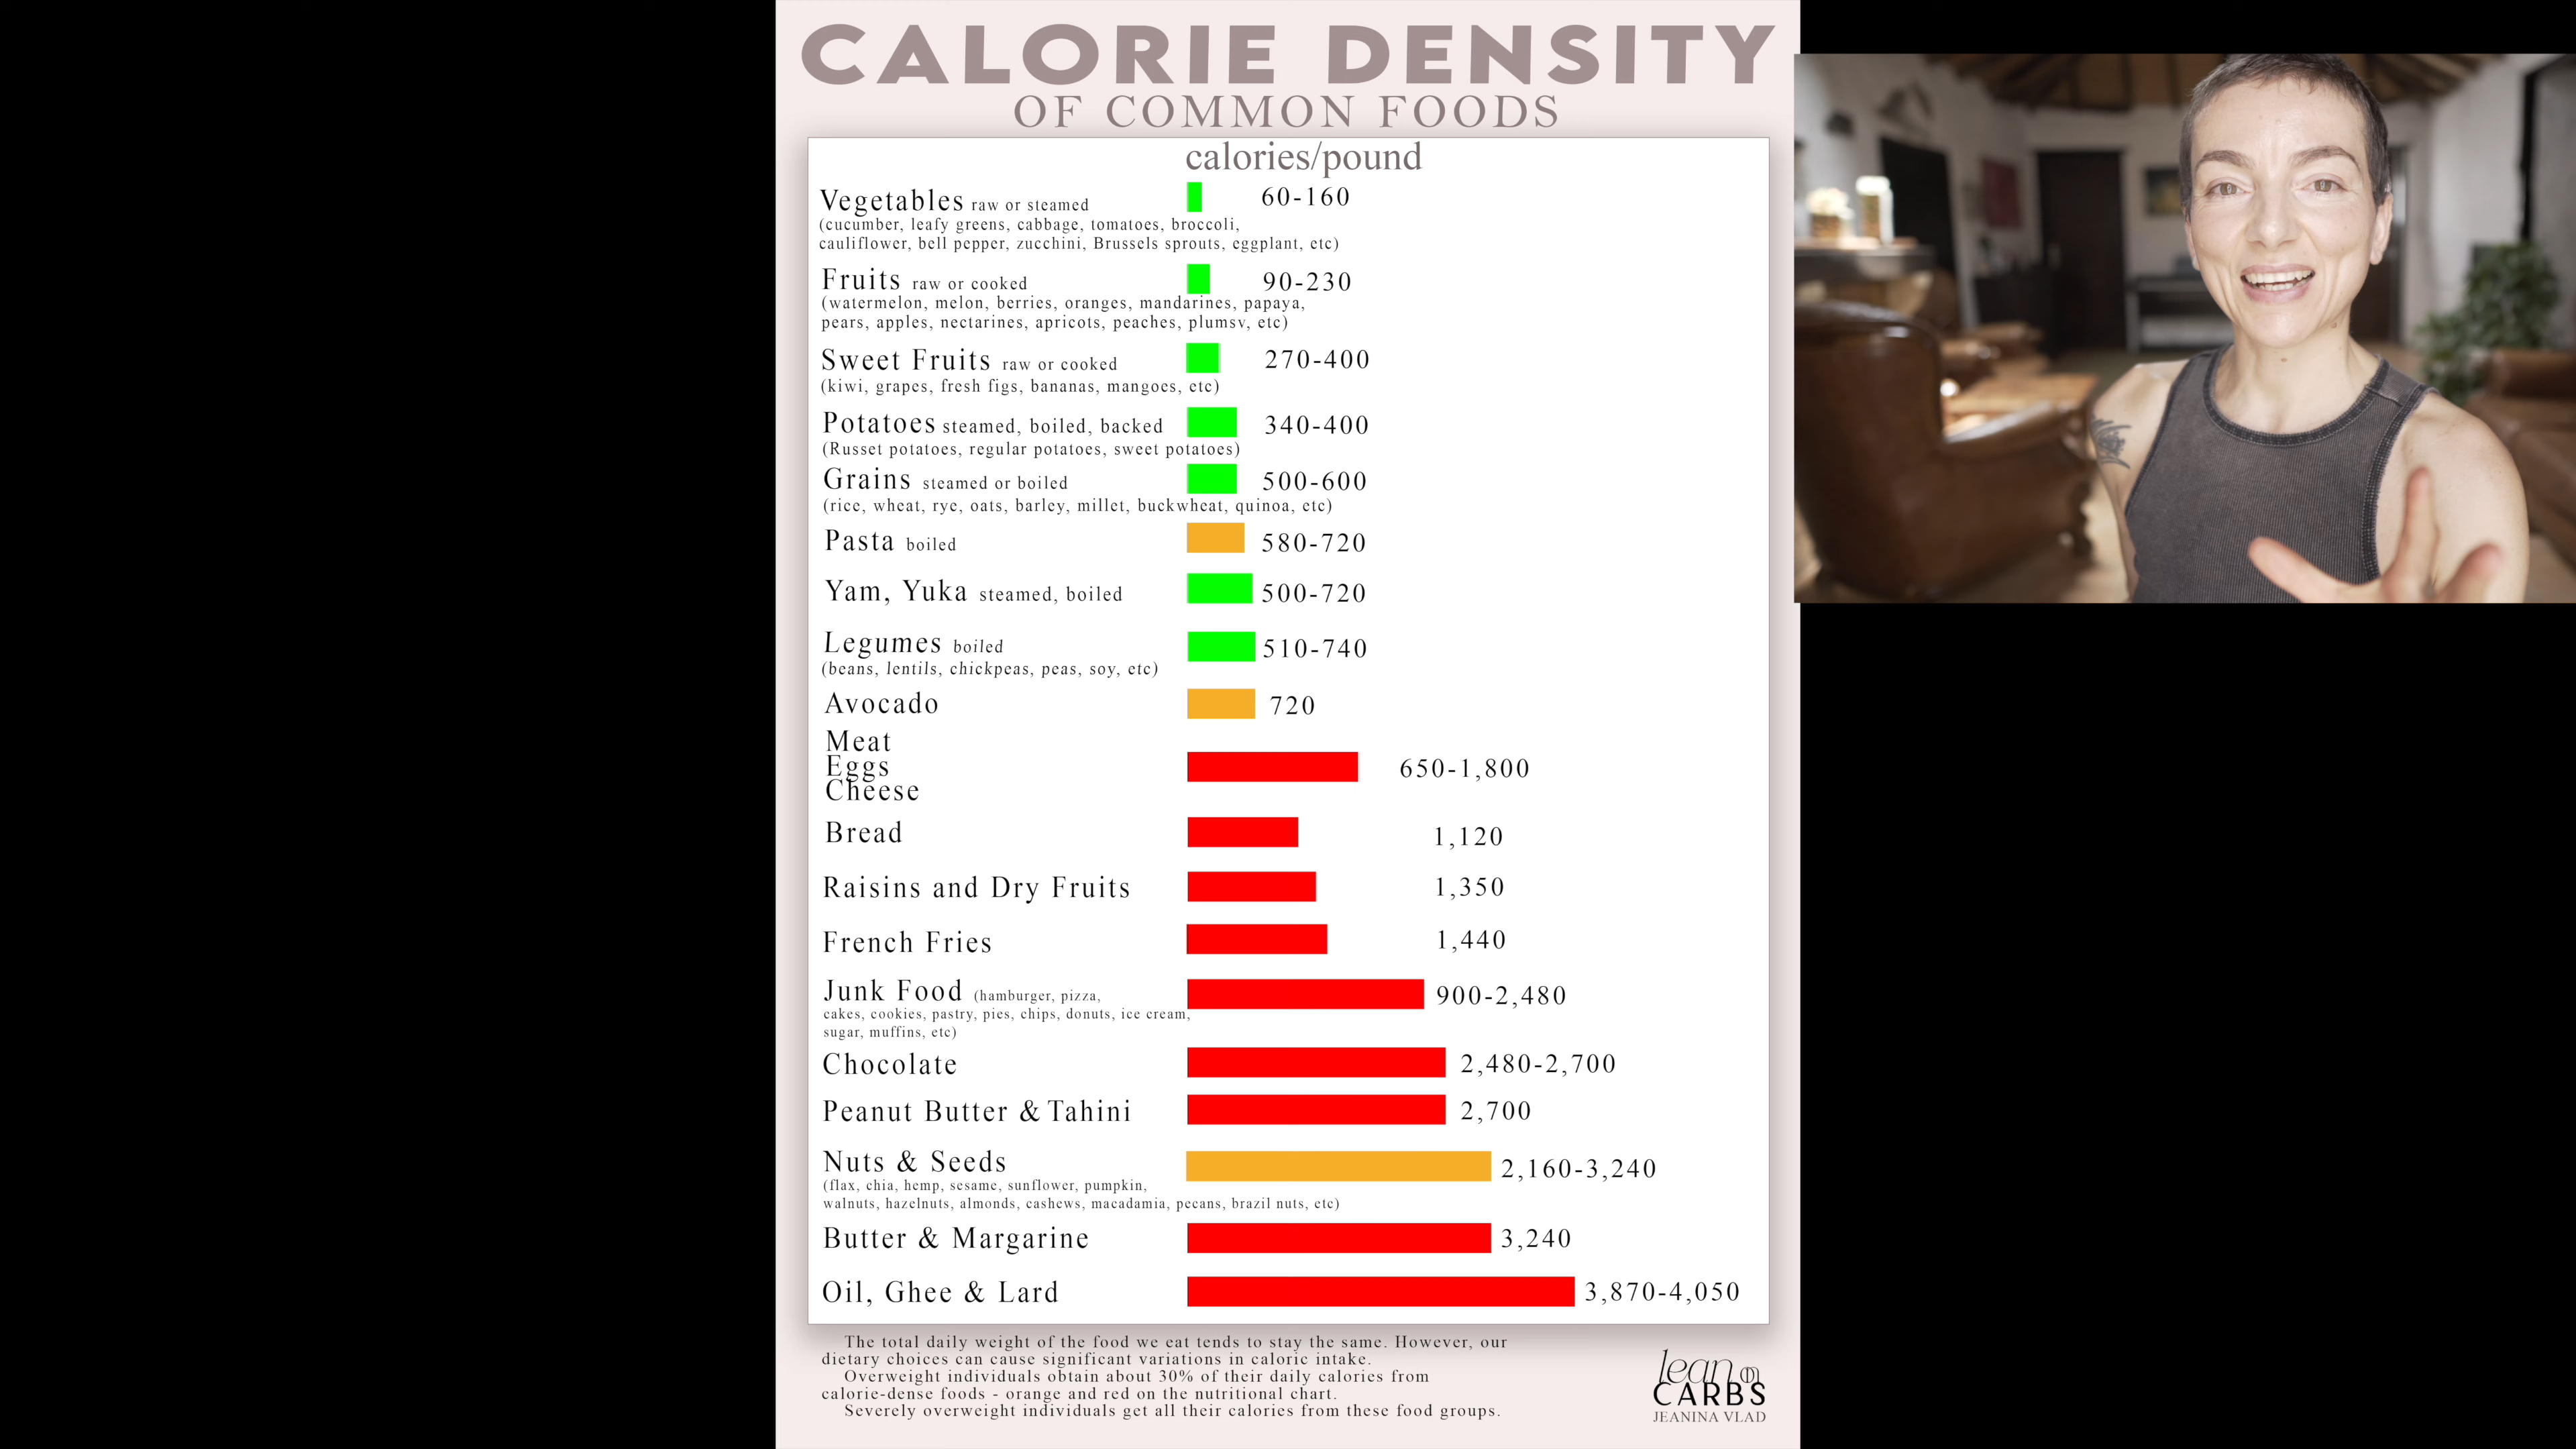 CALORIE DENSITY
OF COMMON FOODS
calories/pound
Vegetables raw or steamed 60-160
(cucumber, leafy greens, cabbage, tomatoes, broccoli,
cauliflower, bell pepper, zucchini, Brussels sprouts, eggplant, etc)
Fruits raw or cooked 90-230
(watermelon, melon, berries, oranges, mandarines, papaya,
pears, apples, nectarines, apricots, peaches, plumsv, etc)
Sweet Fruits raw or cooked 270-400
(kiwi, grapes, fresh figs, bananas, mangoes, etc)
Potatoes steamed, boiled, backed 340-400
(Russet potatoes, regular potatoes, sweet potatoes)
Grains steamed or boiled 500-600
(rice, wheat, rye, oats, barley, millet, buckwheat, quinoa, etc)
Pasta boiled 580-720
Yam, Yuka steamed, boiled 500-720
Legumes boiled 510-740
(beans, lentils, chickpeas, peas, soy, etc)
Avocado 720
Meat
Eggs 650-1,800
Cheese
Bread 1,120
Raisins and Dry Fruits 1,350
French Fries 1,440
Junk Food (hamburger, pizza, 900-2,480
cakes, cookies, pastry, pies, chips, donuts, ice cream,
sugar, muffins, etc)
Chocolate 2,480-2,700
Peanut Butter & Tahini 2,700
Nuts & Seeds 2,160-3,240
(flax, chia, hemp, sesame, sunflower, pumpkin,
walnuts, hazelnuts, almonds, cashews, macadamia, pecans, brazil nuts, etc)
Butter & Margarine 3,240
Oil, Ghee & Lard 3,870-4,050
The total daily weight of the food we eat tends to stay the same. However, our
dietary choices can cause significant variations in caloric intake.
Overweight individuals obtain about 30% of their daily calories from
calorie-dense foods - orange and red on the nutritional chart.
Severely overweight individuals get all their calories from these food groups.
lean on
CARBS
JEANINA VLAD